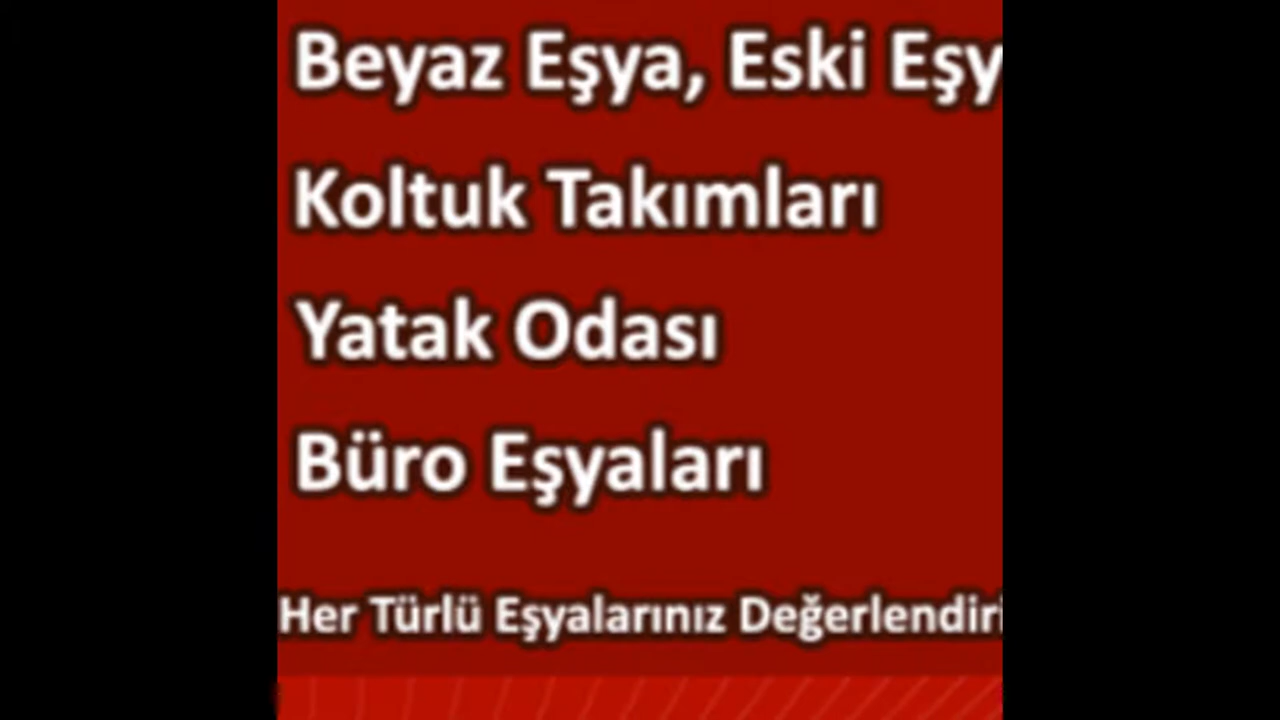 Beyaz Eşya, Eski Eşy
Koltuk Takımları
Yatak Odası
Büro Eşyaları
Her Türlü Eşyalarınız Değerlendiri